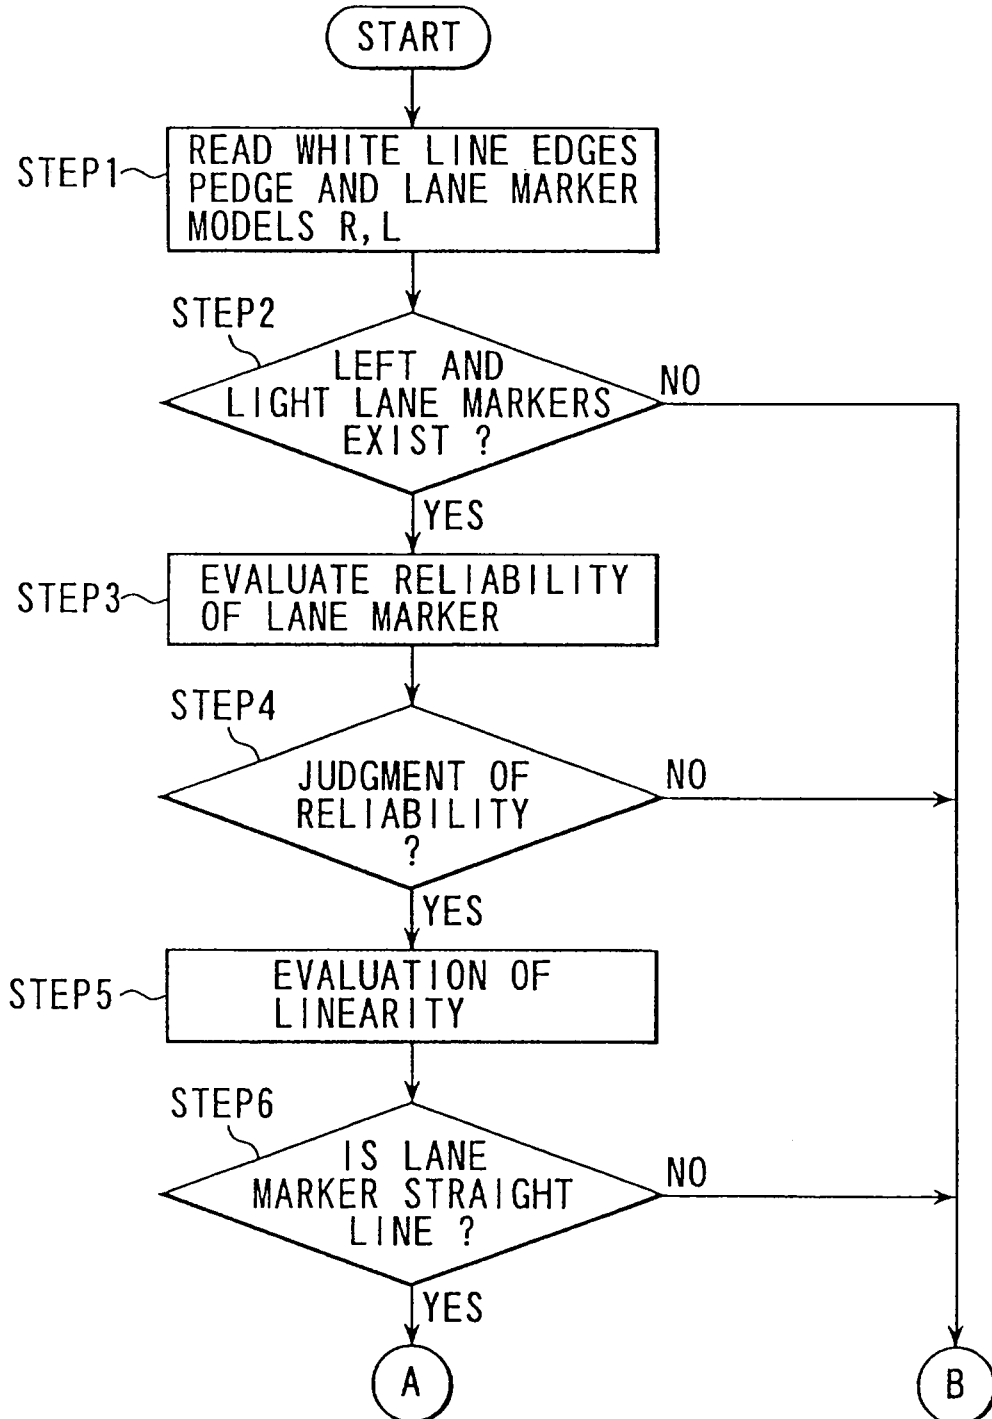 START
STEP1
READ WHITE LINE EDGES
PEDGE AND LANE MARKER
MODELS R, L
STEP2
LEFT AND
LIGHT LANE MARKERS
EXIST ?
NO
YES
STEP3
EVALUATE RELIABILITY
OF LANE MARKER
STEP4
JUDGMENT OF
RELIABILITY
?
NO
YES
STEP5
EVALUATION OF
LINEARITY
STEP6
IS LANE
MARKER STRAIGHT
LINE ?
NO
YES
A
B